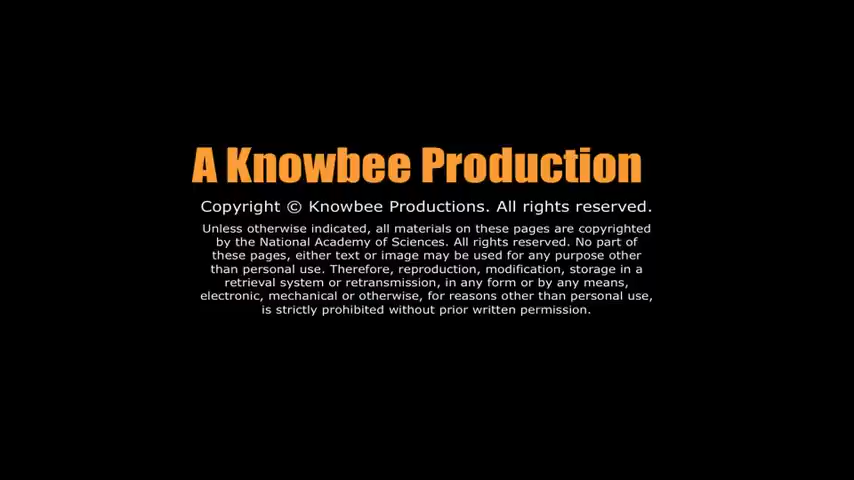 A Knowbee Production
Copyright © Knowbee Productions. All rights reserved.
Unless otherwise indicated, all materials on these pages are copyrighted
by the National Academy of Sciences. All rights reserved. No part of
these pages, either text or image may be used for any purpose other
than personal use. Therefore, reproduction, modification, storage in a
retrieval system or retransmission, in any form or by any means,
electronic, mechanical or otherwise, for reasons other than personal use,
is strictly prohibited without prior written permission.